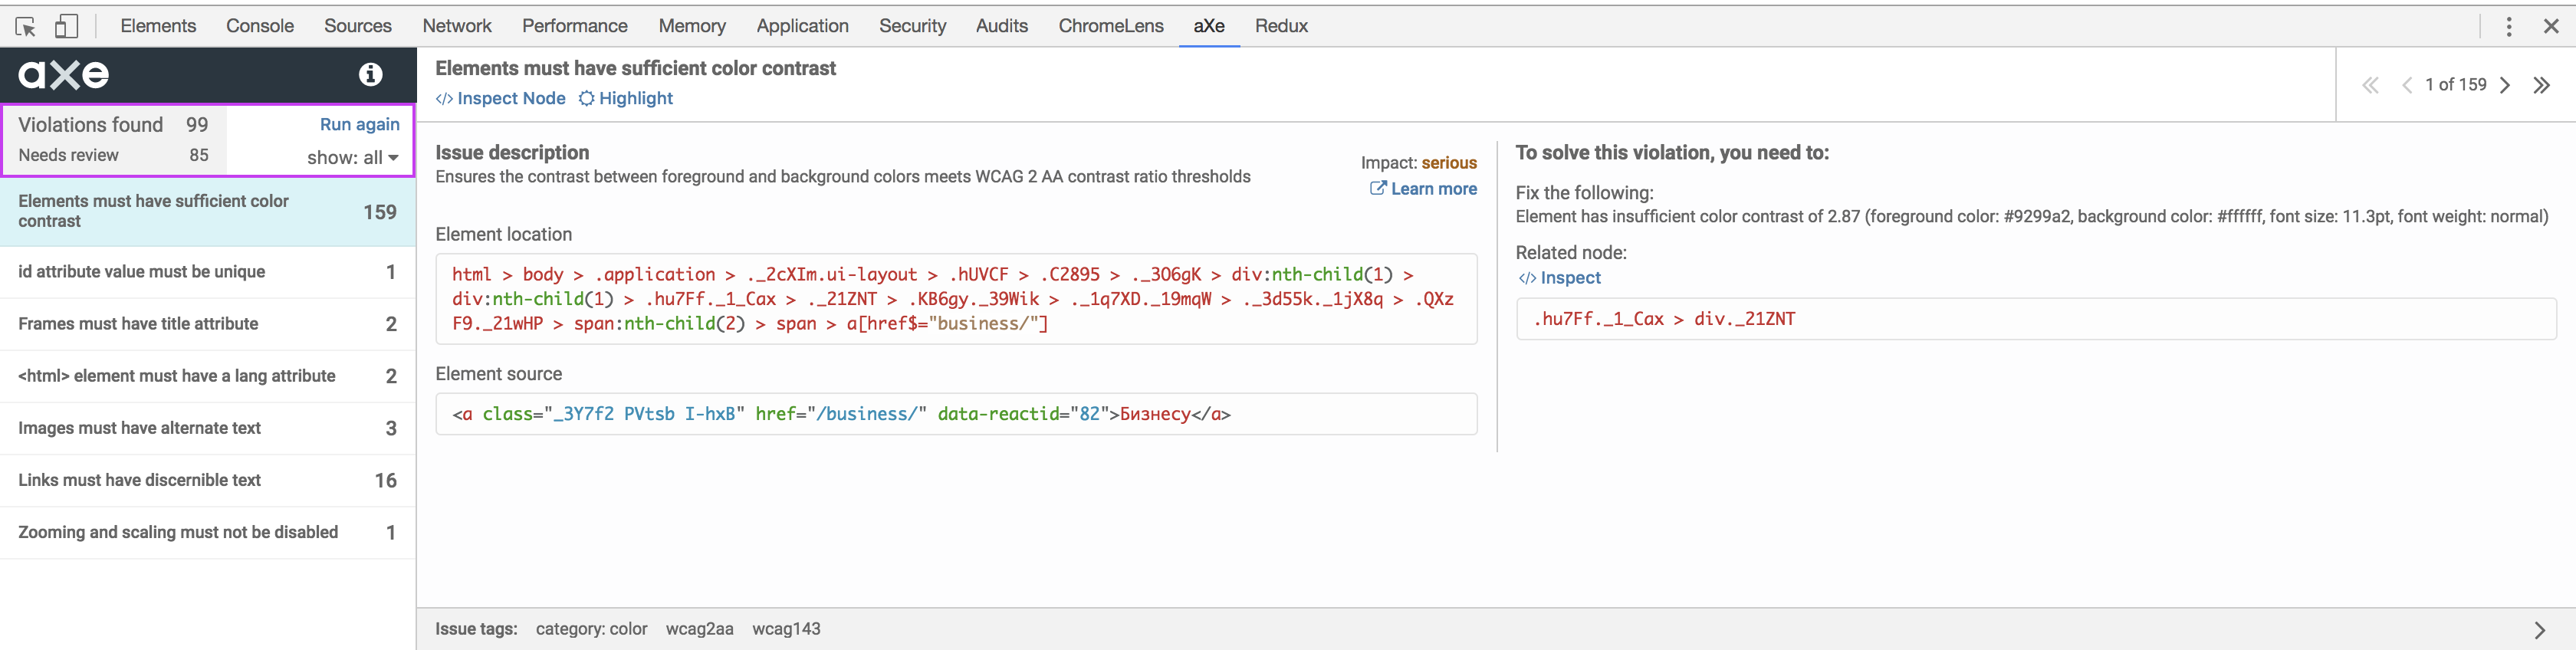 Elements Console Sources Network Performance Memory Application Security Audits ChromeLens aXe Redux
axe
Violations found 99 Run again
Needs review 85 show: all
Elements must have sufficient color
contrast 159
id attribute value must be unique 1
Frames must have title attribute 2
<html> element must have a lang attribute 2
Images must have alternate text 3
Links must have discernible text 16
Zooming and scaling must not be disabled 1
Elements must have sufficient color contrast
</> Inspect Node Highlight
1 of 159
Issue description
Ensures the contrast between foreground and background colors meets WCAG 2 AA contrast ratio thresholds
Impact: serious
Learn more
Element location
html > body > .application > ._2cXIm.ui-layout > .hUVCF > .C2895 > ._3O6gK > div:nth-child(1) >
div:nth-child(1) > .hu7Ff._1_Cax > ._21ZNT > .KB6gy._39Wik > ._1q7XD._19mqW > ._3d55k._1jX8q > .QXz
F9._21wHP > span:nth-child(2) > span > a[href$="business/"]
Element source
<a class="_3Y7f2 PVtsb I-hxB" href="/business/" data-reactid="82">Бизнесу</a>
To solve this violation, you need to:
Fix the following:
Element has insufficient color contrast of 2.87 (foreground color: #9299a2, background color: #ffffff, font size: 11.3pt, font weight: normal)
Related node:
</> Inspect
.hu7Ff._1_Cax > div._21ZNT
Issue tags: category: color wcag2aa wcag143